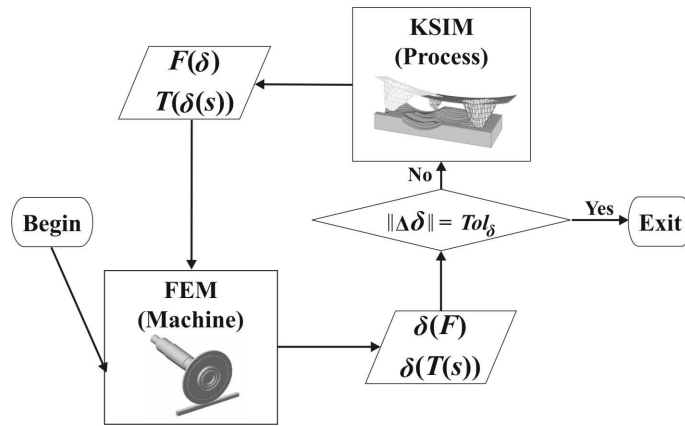 KSIM
(Process)
F(δ)
T(δ(s))
No
Begin
‖Δδ‖ = Tolδ
Yes
Exit
FEM
(Machine)
δ(F)
δ(T(s))